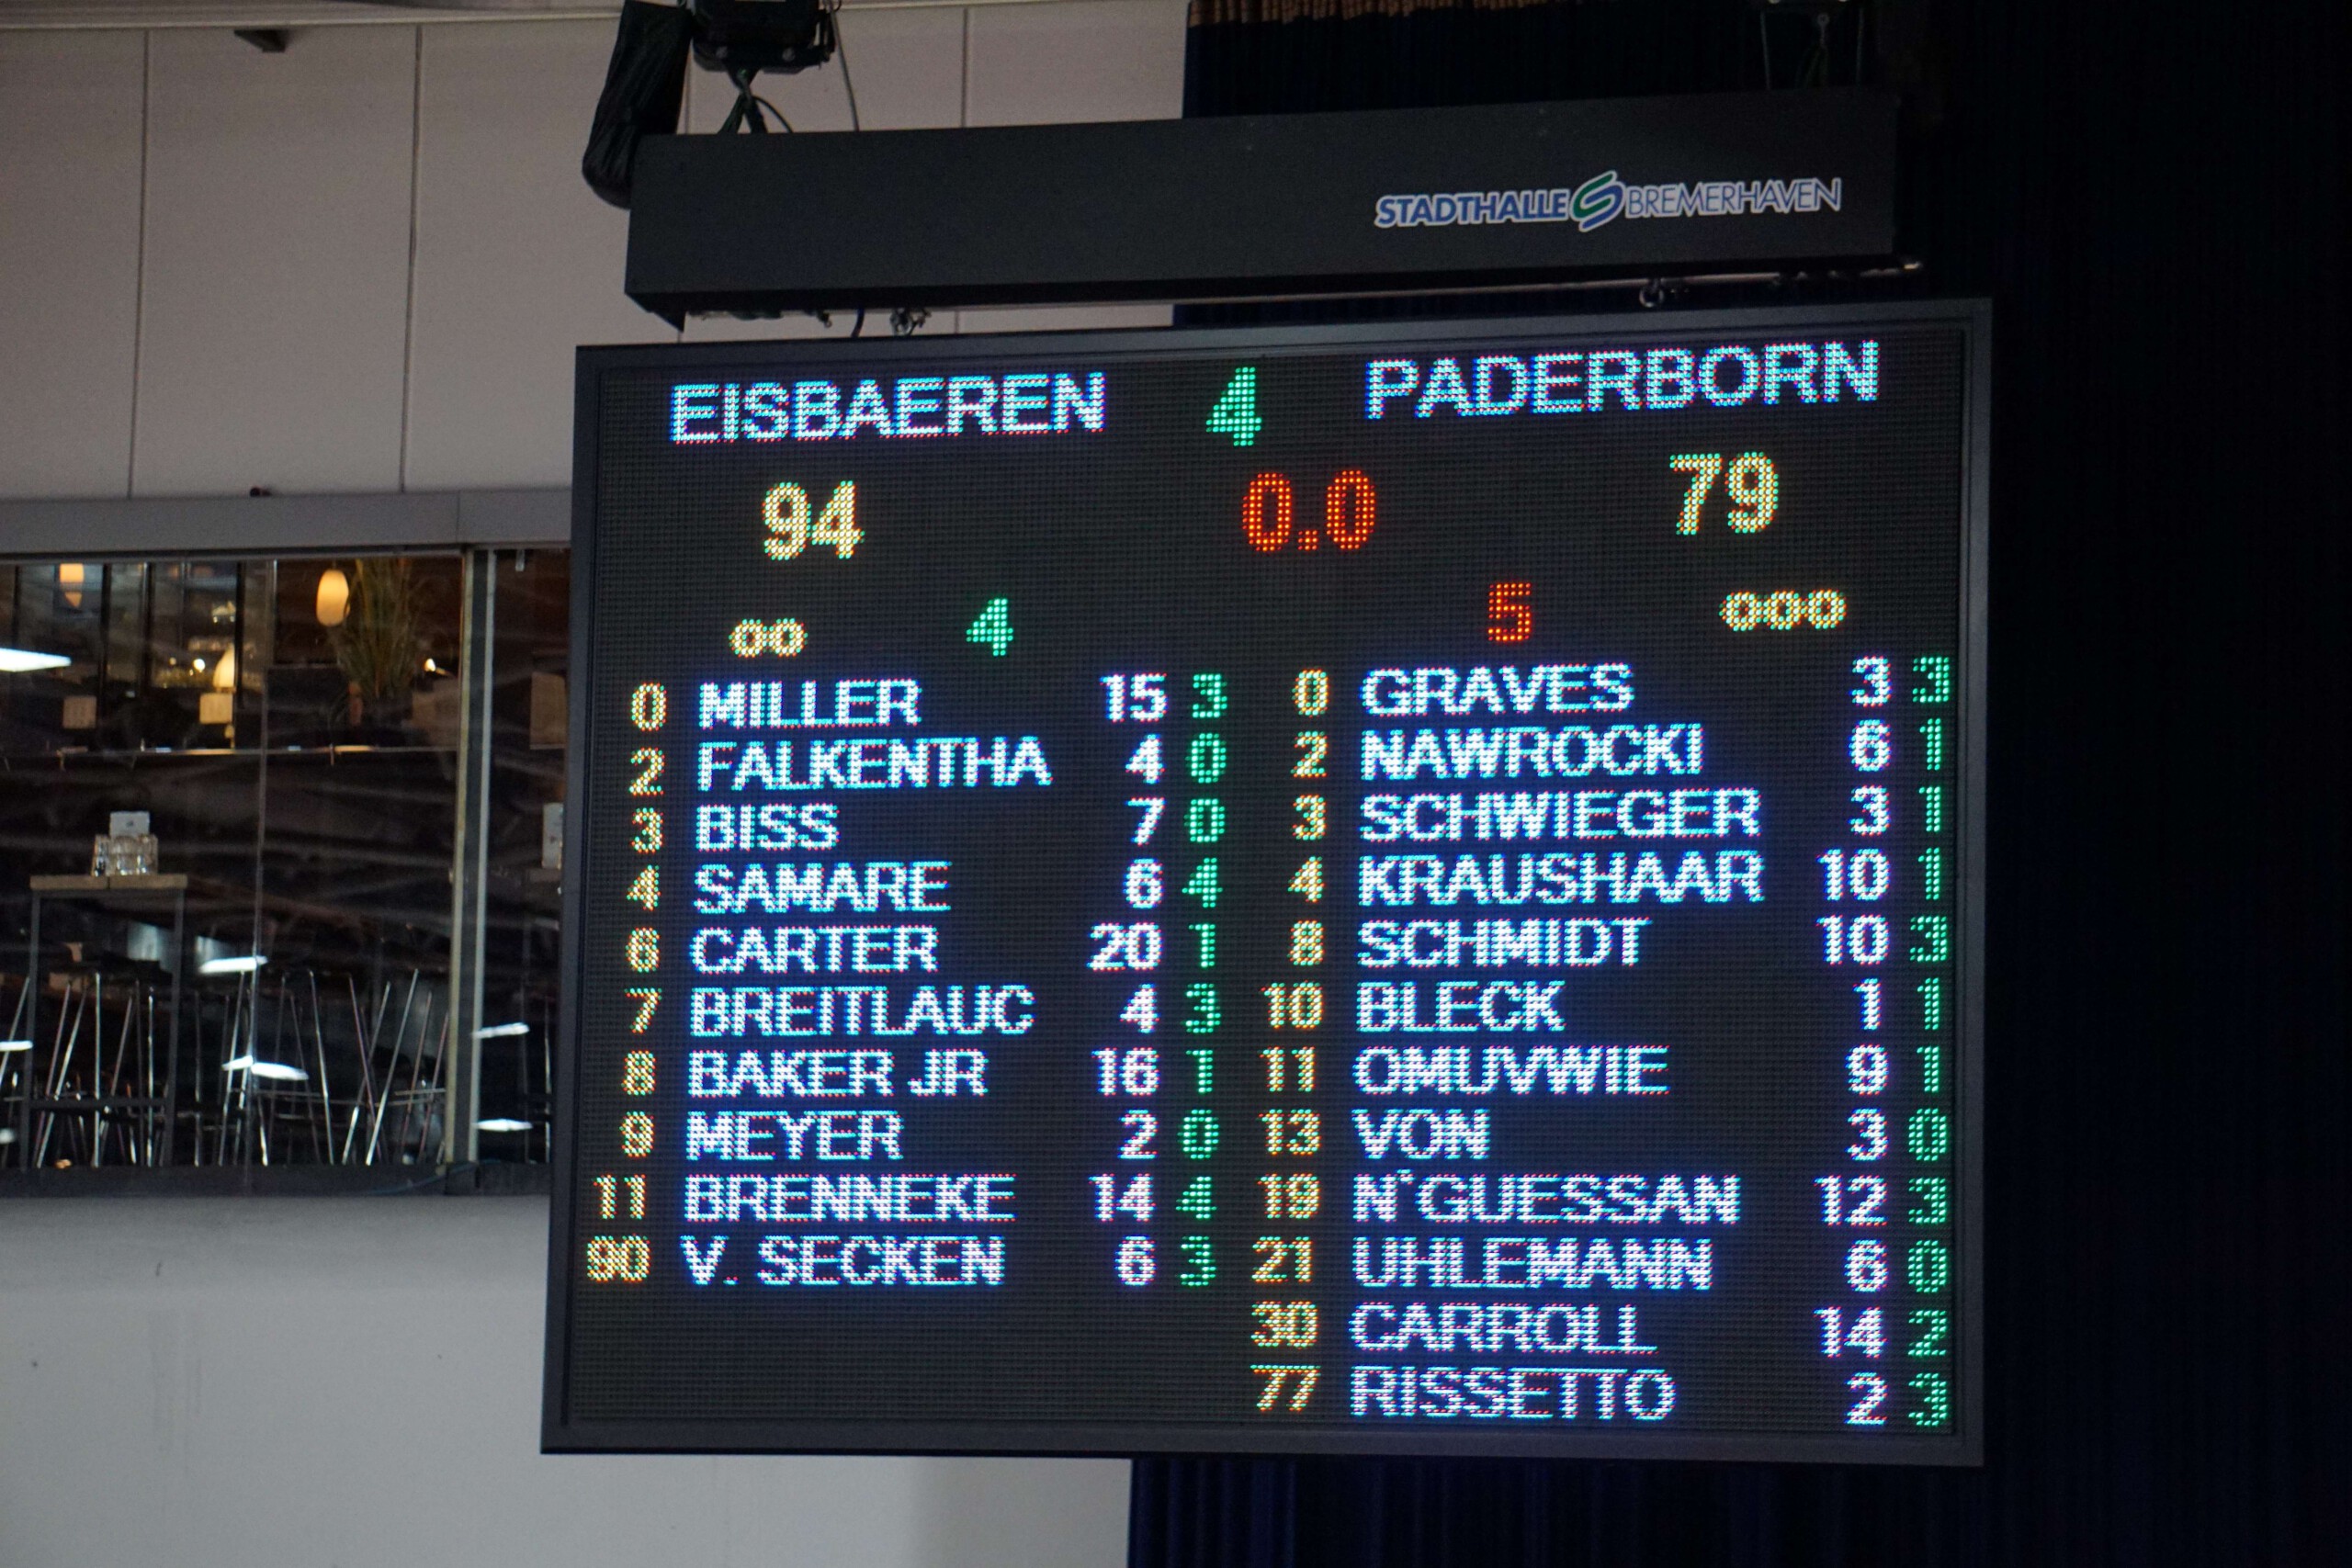 STADTHALLE BREMERHAVEN
EISBAEREN 4 PADERBORN
94 0.0 79
oo 4 5 ooo
0 MILLER 15 3 0 GRAVES 3 3
2 FALKENTHA 4 0 2 NAWROCKI 6 1
3 BISS 7 0 3 SCHWIEGER 3 1
4 SAMARE 6 4 4 KRAUSHAAR 10 1
6 CARTER 20 1 8 SCHMIDT 10 3
7 BREITLAUC 4 3 10 BLECK 1 1
8 BAKER JR 16 1 11 OMUVWIE 9 1
9 MEYER 2 0 13 VON 3 0
11 BRENNEKE 14 4 19 N'GUESSAN 12 3
90 V. SECKEN 6 3 21 UHLEMANN 6 0
30 CARROLL 14 2
77 RISSETTO 2 3